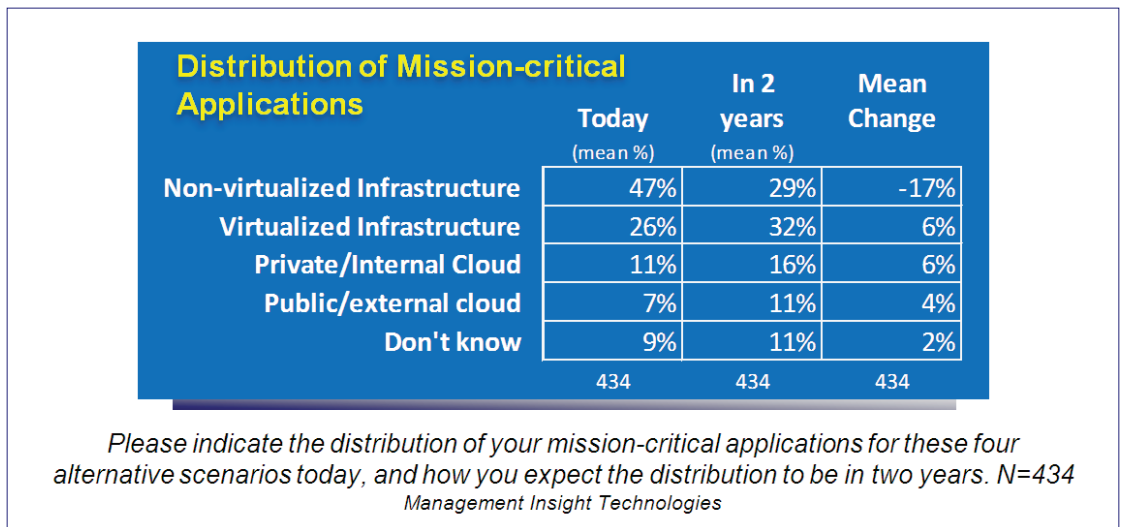 Distribution of Mission-critical
Applications
Today In 2 years Mean Change
(mean %) (mean %)
Non-virtualized Infrastructure 47% 29% -17%
Virtualized Infrastructure 26% 32% 6%
Private/Internal Cloud 11% 16% 6%
Public/external cloud 7% 11% 4%
Don't know 9% 11% 2%
434 434 434
Please indicate the distribution of your mission-critical applications for these four
alternative scenarios today, and how you expect the distribution to be in two years. N=434
Management Insight Technologies